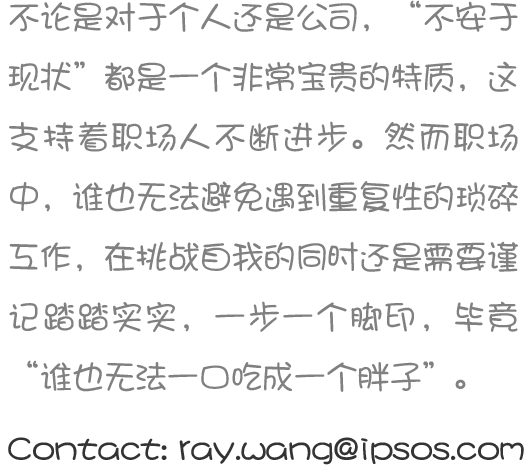 不论是对于个人还是公司，“不安于
现状”都是一个非常宝贵的特质，这
支持着职场人不断进步。然而职场
中，谁也无法避免遇到重复性的琐碎
工作，在挑战自我的同时还是需要谨
记踏踏实实，一步一个脚印，毕竟
“谁也无法一口吃成一个胖子”。
Contact: ray.wang@ipsos.com